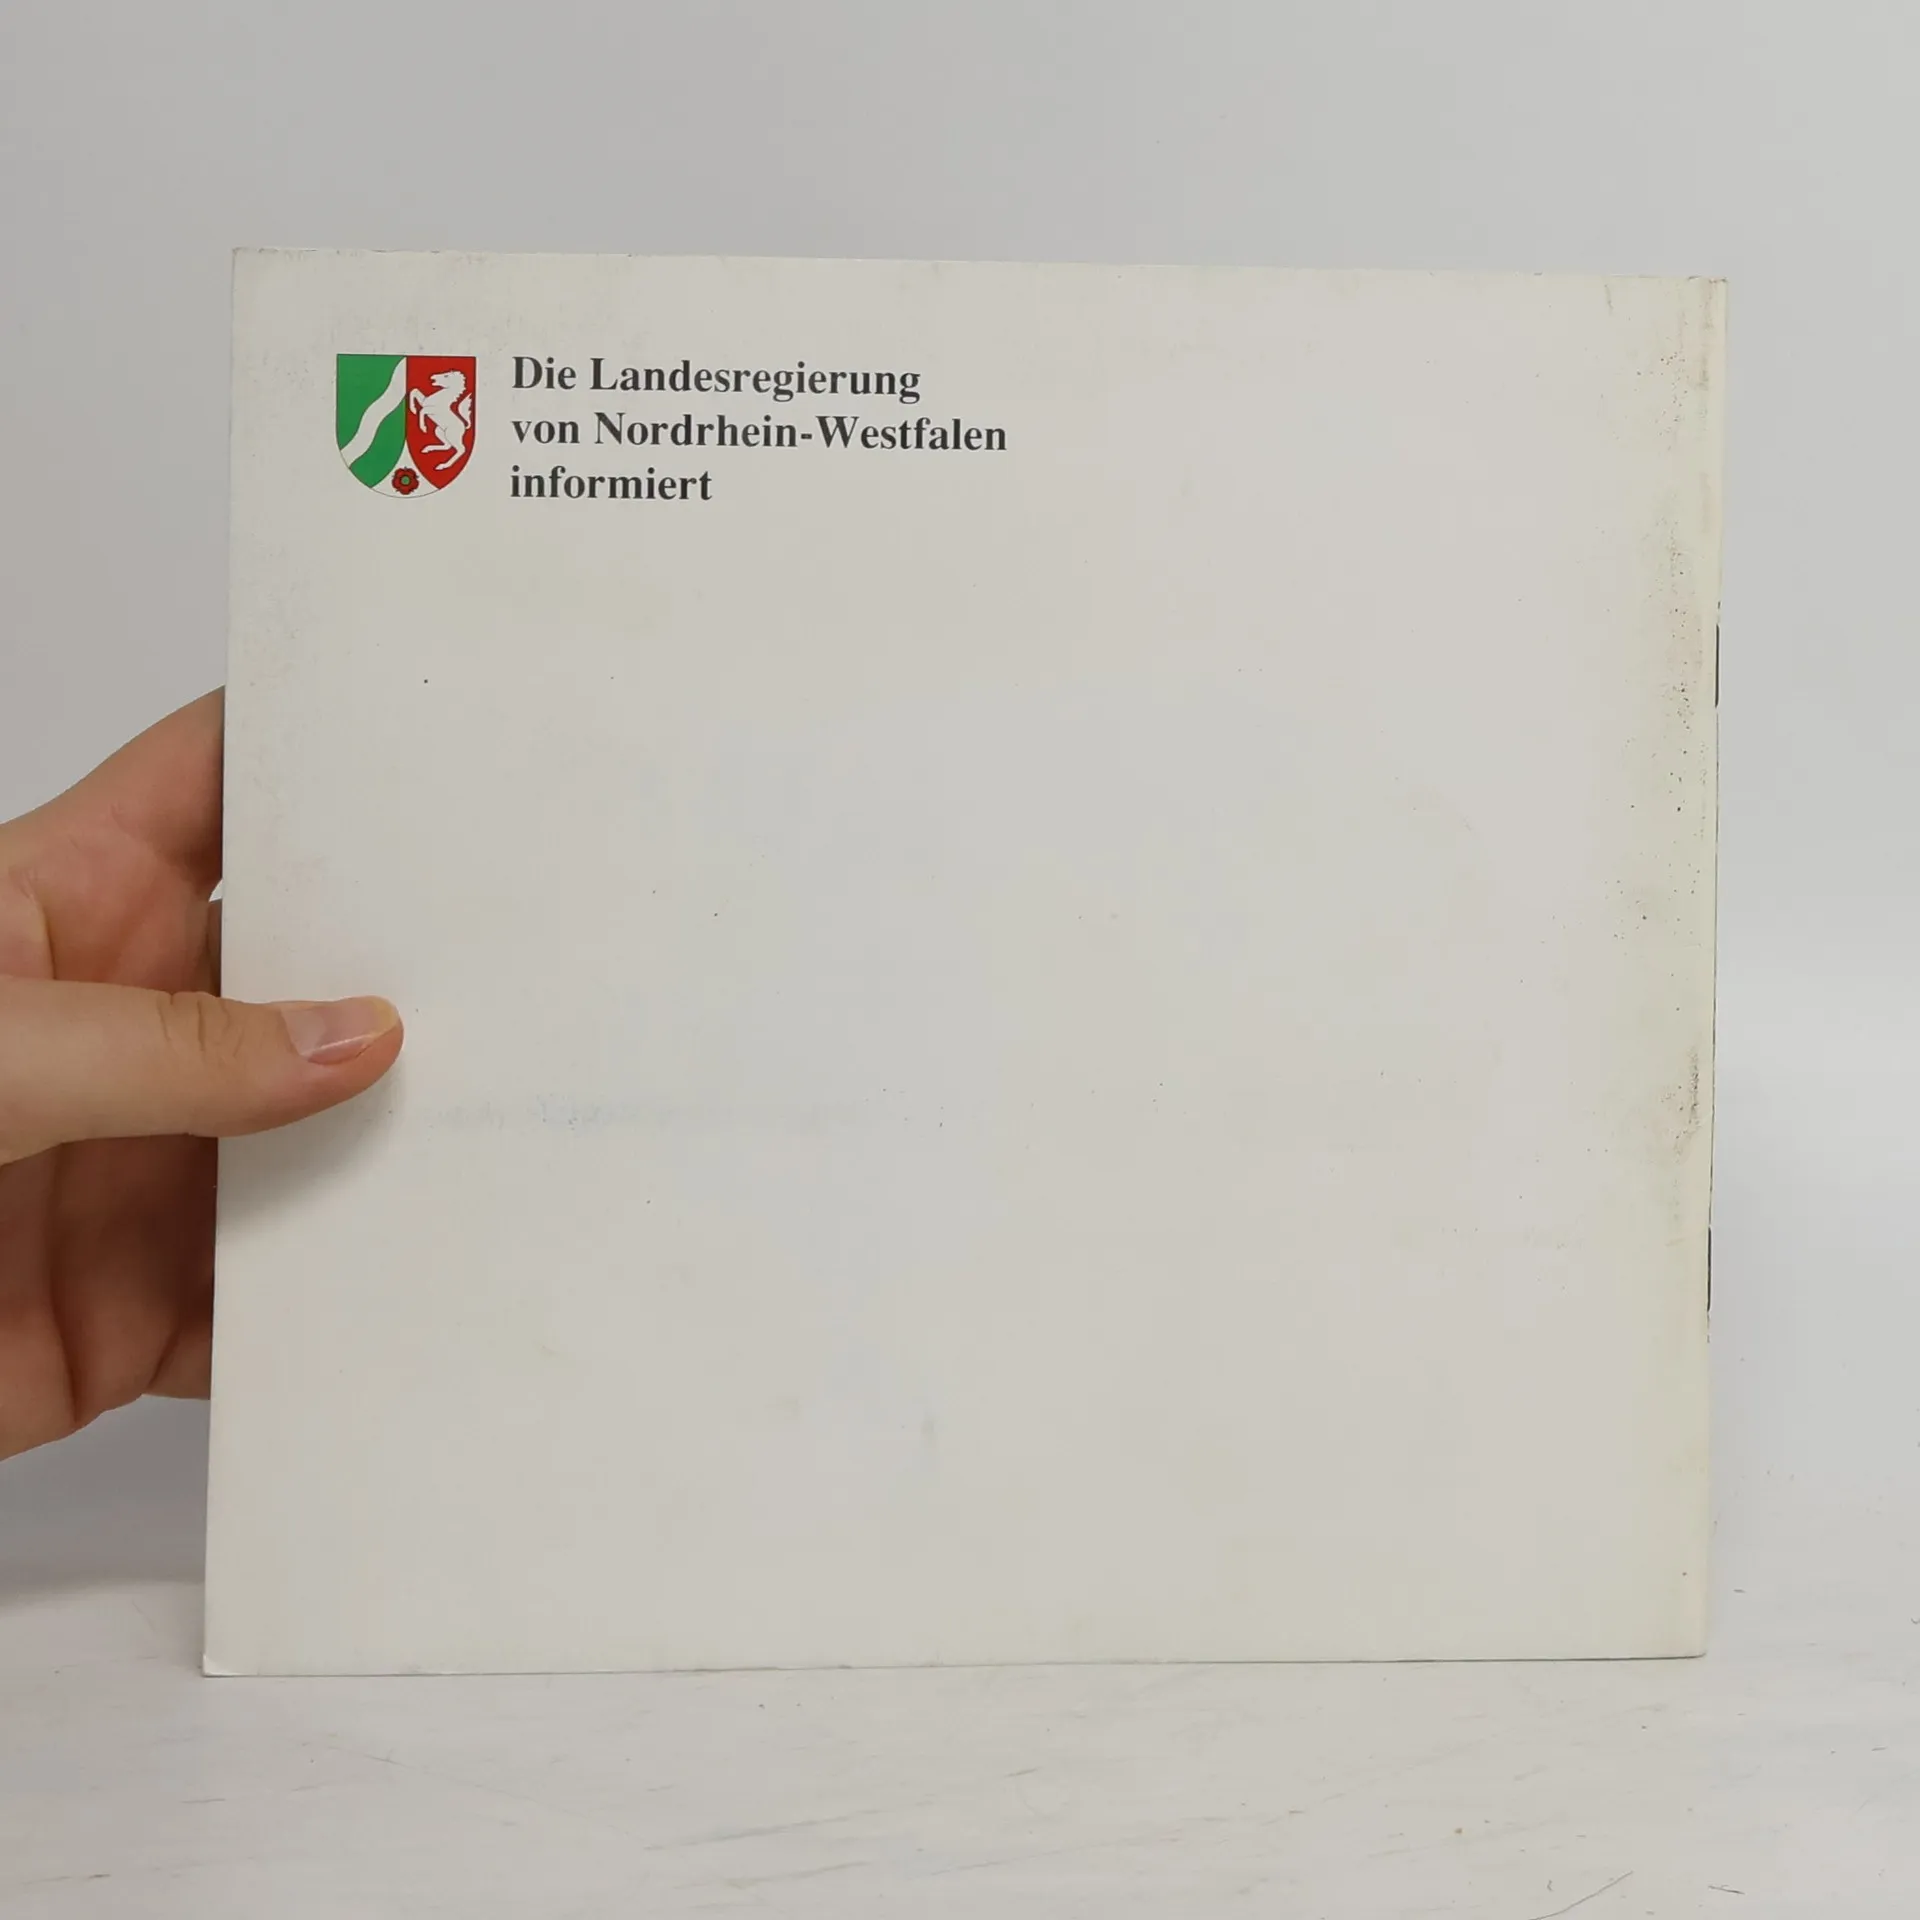 Die Landesregierung
von Nordrhein-Westfalen
informiert